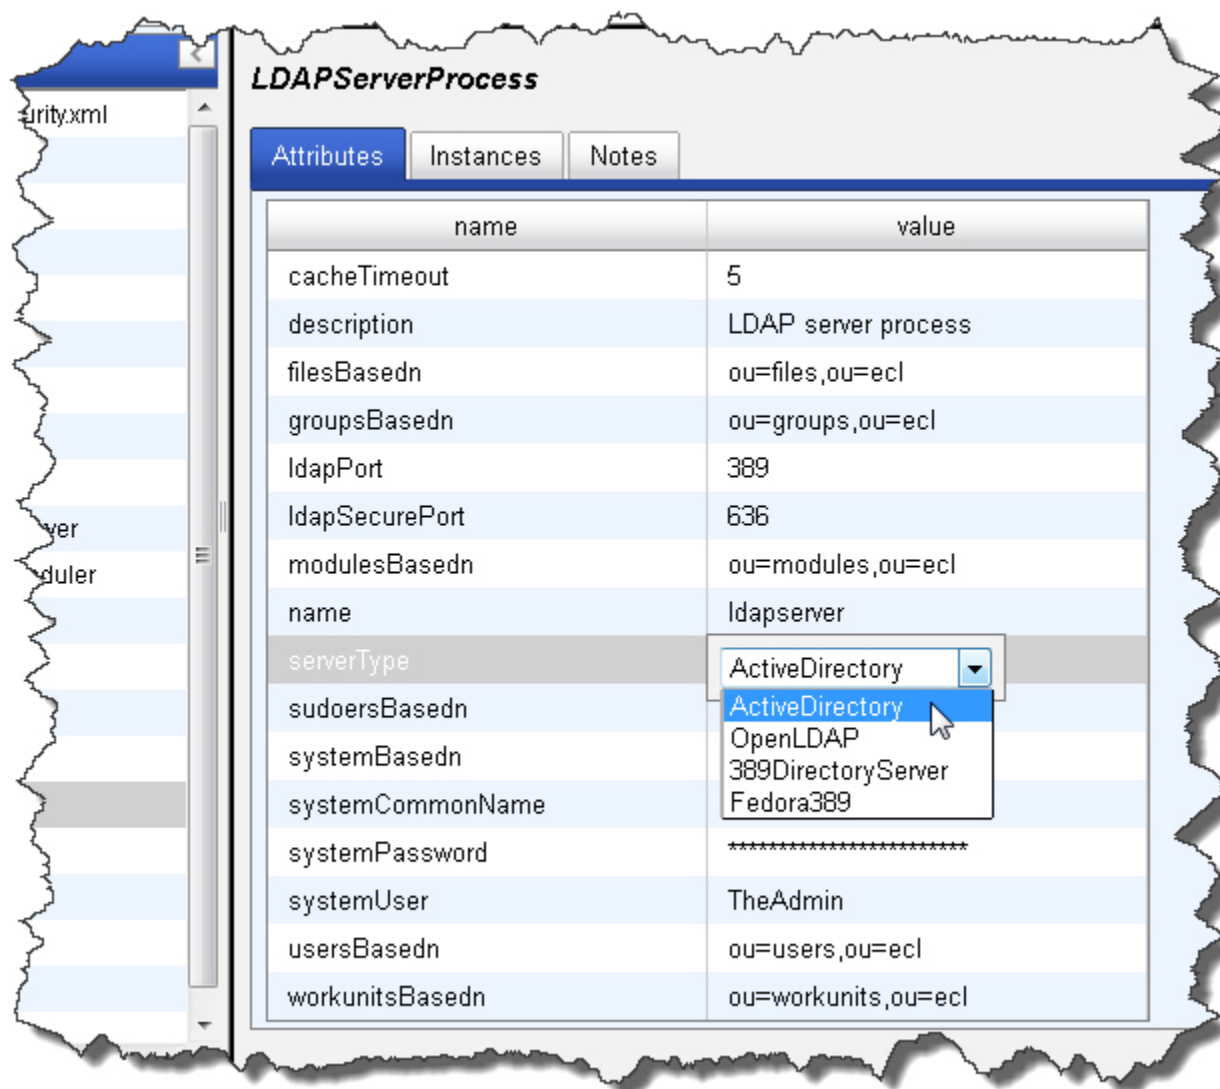 LDAPServerProcess
Attributes Instances Notes
name value
cacheTimeout 5
description LDAP server process
filesBasedn ou=files,ou=ecl
groupsBasedn ou=groups,ou=ecl
ldapPort 389
ldapSecurePort 636
modulesBasedn ou=modules,ou=ecl
name ldapserver
serverType ActiveDirectory
ActiveDirectory
OpenLDAP
389DirectoryServer
Fedora389
sudoersBasedn
systemBasedn
systemCommonName
systemPassword ************************
systemUser TheAdmin
usersBasedn ou=users,ou=ecl
workunitsBasedn ou=workunits,ou=ecl
urity.xml
ver
duler